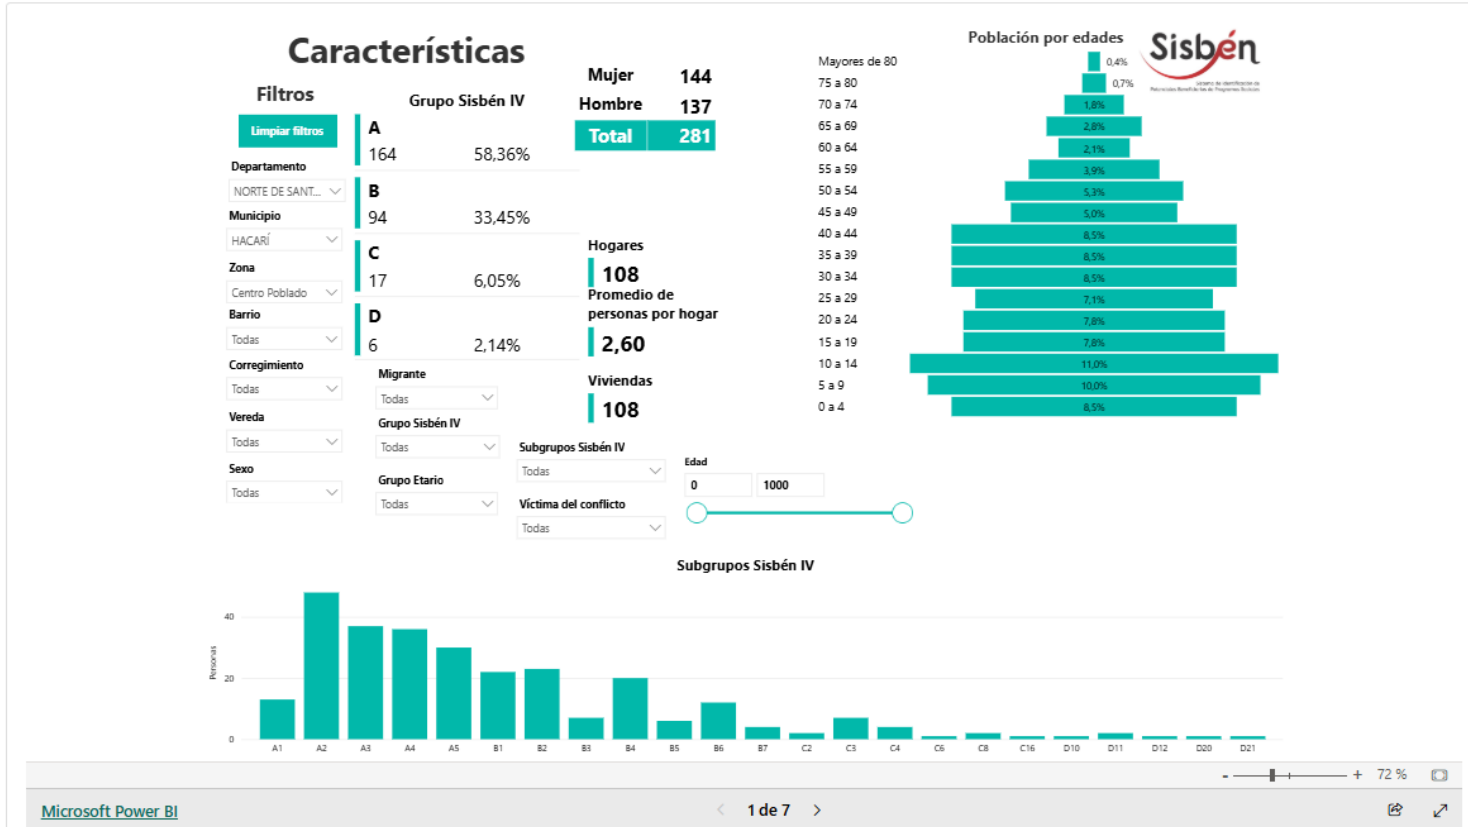 Características
Filtros
Limpiar filtros
Departamento
NORTE DE SANT...
Municipio
HACARÍ
Zona
Centro Poblado
Barrio
Todas
Corregimiento
Todas
Vereda
Todas
Sexo
Todas
Grupo Sisbén IV
A
164 58,36%
B
94 33,45%
C
17 6,05%
D
6 2,14%
Migrante
Todas
Grupo Sisbén IV
Todas
Grupo Etario
Todas
Mujer 144
Hombre 137
Total 281
Hogares
108
Promedio de
personas por hogar
2,60
Viviendas
108
Subgrupos Sisbén IV
Todas
Víctima del conflicto
Todas
Edad
0 1000
Población por edades
Sisbén
Sistema de Identificación de
Potenciales Beneficiarios de Programas Sociales
Mayores de 80 0,4%
75 a 80 0,7%
70 a 74 1,8%
65 a 69 2,8%
60 a 64 2,1%
55 a 59 3,9%
50 a 54 5,3%
45 a 49 5,0%
40 a 44 8,5%
35 a 39 8,5%
30 a 34 8,5%
25 a 29 7,1%
20 a 24 7,8%
15 a 19 7,8%
10 a 14 11,0%
5 a 9 10,0%
0 a 4 8,5%
Subgrupos Sisbén IV
Personas
40
20
0
A1 A2 A3 A4 A5 B1 B2 B3 B4 B5 B6 B7 C2 C3 C4 C6 C8 C16 D10 D11 D12 D20 D21
- + 72 %
Microsoft Power BI
< 1 de 7 >